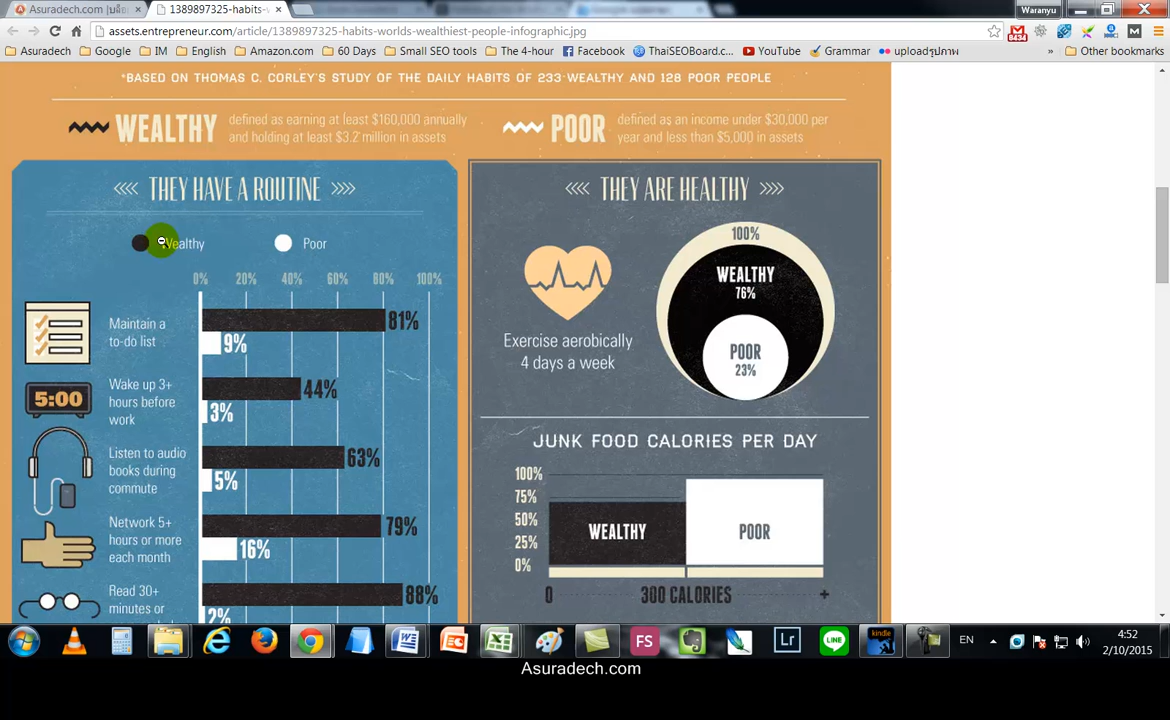 Asuradech.com |บล็อ
1389897325-habits-w
Waranyu
assets.entrepreneur.com/article/1389897325-habits-worlds-wealthiest-people-infographic.jpg
Asuradech Google IM English Amazon.com 60 Days Small SEO tools The 4-hour Facebook ThaiSEOBoard.c... YouTube Grammar uploadรูปภาพ » Other bookmarks
*BASED ON THOMAS C. CORLEY'S STUDY OF THE DAILY HABITS OF 233 WEALTHY AND 128 POOR PEOPLE
WEALTHY
defined as earning at least $160,000 annually
and holding at least $3.2 million in assets
POOR
defined as an income under $30,000 per
year and less than $5,000 in assets
THEY HAVE A ROUTINE
Wealthy Poor
0% 20% 40% 60% 80% 100%
Maintain a
to-do list
81%
9%
Wake up 3+
hours before
work
44%
3%
Listen to audio
books during
commute
63%
5%
Network 5+
hours or more
each month
79%
16%
Read 30+
minutes or
88%
2%
5:00
THEY ARE HEALTHY
Exercise aerobically
4 days a week
100%
WEALTHY
76%
POOR
23%
JUNK FOOD CALORIES PER DAY
100%
75%
50%
25%
0%
WEALTHY POOR
0 300 CALORIES +
FS
Lr
LINE
kindle
EN
4:52
2/10/2015
Asuradech.com